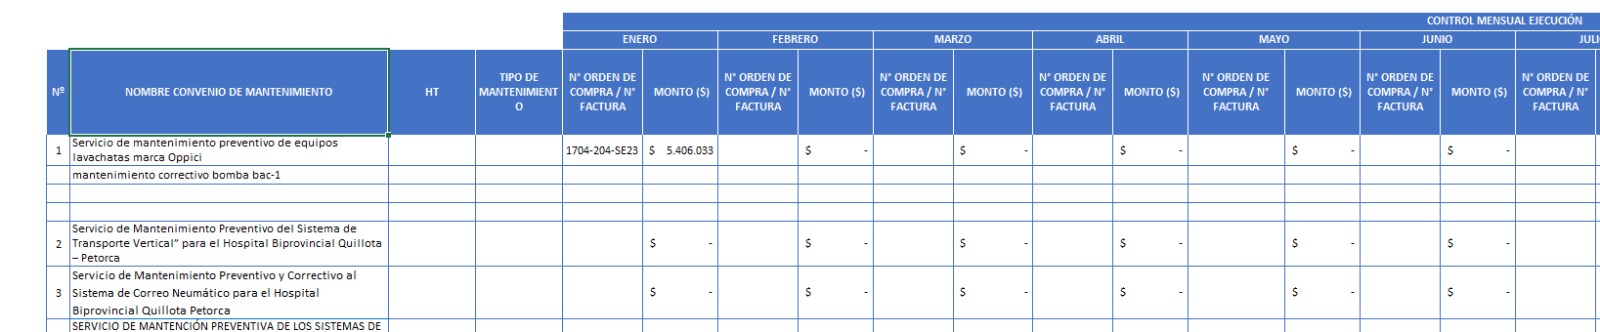 CONTROL MENSUAL EJECUCIÓN
ENERO FEBRERO MARZO ABRIL MAYO JUNIO
Nº NOMBRE CONVENIO DE MANTENIMIENTO HT
TIPO DE
MANTENIMIENT
O
N° ORDEN DE
COMPRA / N°
FACTURA
MONTO ($)
N° ORDEN DE
COMPRA / N°
FACTURA
MONTO ($)
N° ORDEN DE
COMPRA / N°
FACTURA
MONTO ($)
N° ORDEN DE
COMPRA / N°
FACTURA
MONTO ($)
N° ORDEN DE
COMPRA / N°
FACTURA
MONTO ($)
N° ORDEN DE
COMPRA / N°
FACTURA
MONTO ($)
N° ORDEN DE
COMPRA / N°
FACTURA
1
Servicio de mantenimiento preventivo de equipos
lavachatas marca Oppici
1704-204-SE23 $ 5.406.033 $ - $ - $ - $ - $ -
mantenimiento correctivo bomba bac-1
2
Servicio de Mantenimiento Preventivo del Sistema de
Transporte Vertical” para el Hospital Biprovincial Quillota
– Petorca
$ - $ - $ - $ - $ - $ -
3
Servicio de Mantenimiento Preventivo y Correctivo al
Sistema de Correo Neumático para el Hospital
Biprovincial Quillota Petorca
$ - $ - $ - $ - $ - $ -
SERVICIO DE MANTENCIÓN PREVENTIVA DE LOS SISTEMAS DE